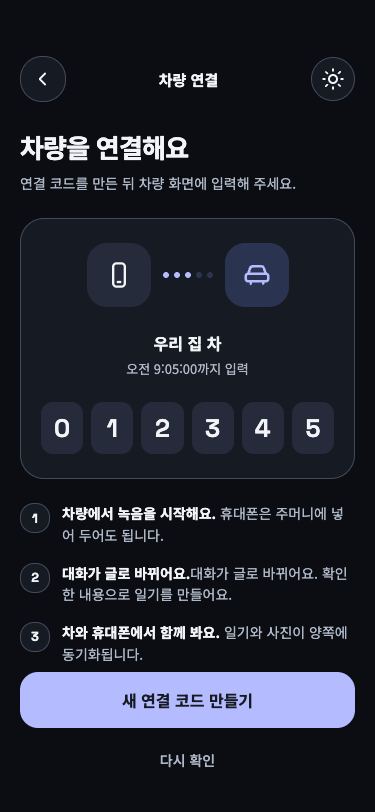 차량 연결
차량을 연결해요
연결 코드를 만든 뒤 차량 화면에 입력해 주세요.
우리 집 차
오전 9:05:00까지 입력
0 1 2 3 4 5
1 차량에서 녹음을 시작해요. 휴대폰은 주머니에 넣
어 두어도 됩니다.
2 대화가 글로 바뀌어요.대화가 글로 바뀌어요. 확인
한 내용으로 일기를 만들어요.
3 차와 휴대폰에서 함께 봐요. 일기와 사진이 양쪽에
동기화됩니다.
새 연결 코드 만들기
다시 확인